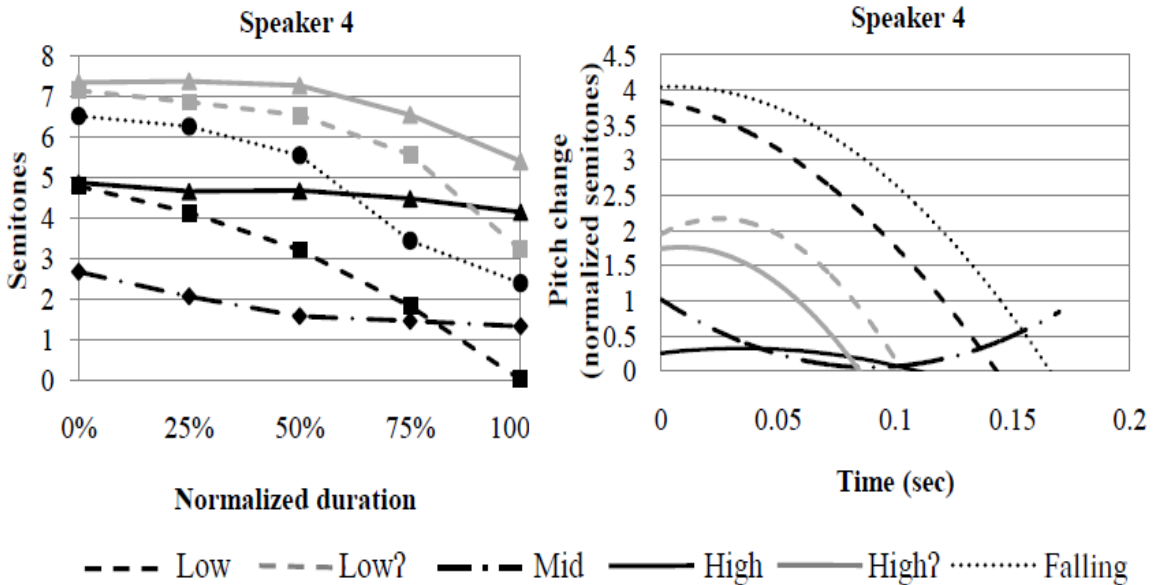 Speaker 4
8
7
6
5
4
3
2
1
0
Semitones
0% 25% 50% 75% 100
Normalized duration
Speaker 4
4.5
4
3.5
3
2.5
2
1.5
1
0.5
0
Pitch change
(normalized semitones)
0 0.05 0.1 0.15 0.2
Time (sec)
Low Low? Mid High High? Falling